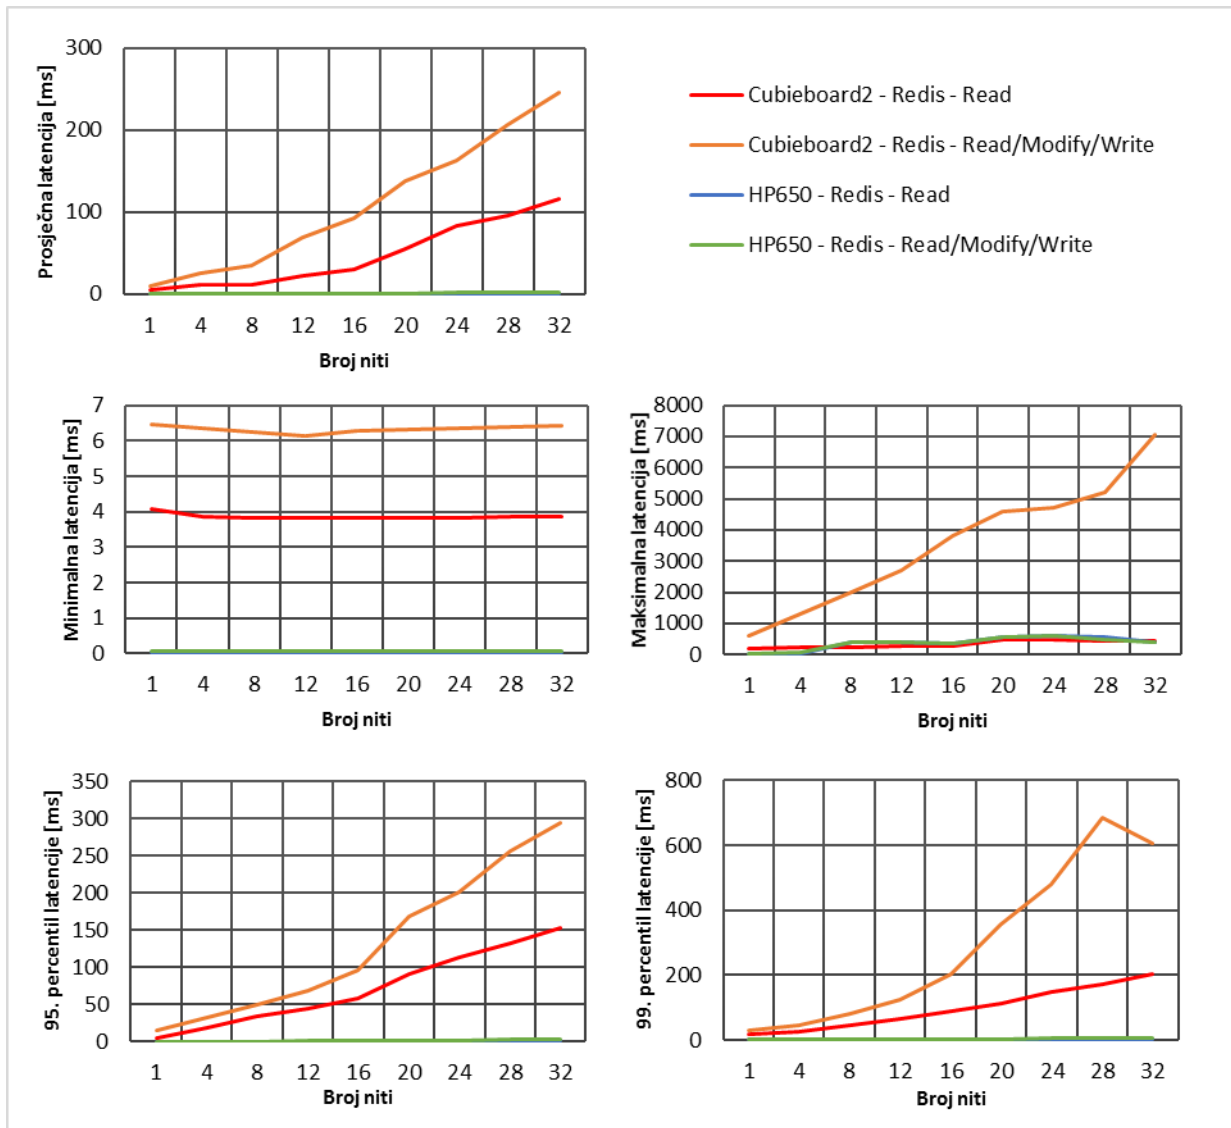 Prosječna latencija [ms]
300
200
100
0
1 4 8 12 16 20 24 28 32
Broj niti
Cubieboard2 - Redis - Read
Cubieboard2 - Redis - Read/Modify/Write
HP650 - Redis - Read
HP650 - Redis - Read/Modify/Write
Minimalna latencija [ms]
7
6
5
4
3
2
1
0
1 4 8 12 16 20 24 28 32
Broj niti
Maksimalna latencija [ms]
8000
7000
6000
5000
4000
3000
2000
1000
0
1 4 8 12 16 20 24 28 32
Broj niti
95. percentil latencije [ms]
350
300
250
200
150
100
50
0
1 4 8 12 16 20 24 28 32
Broj niti
99. percentil latencije [ms]
800
600
400
200
0
1 4 8 12 16 20 24 28 32
Broj niti